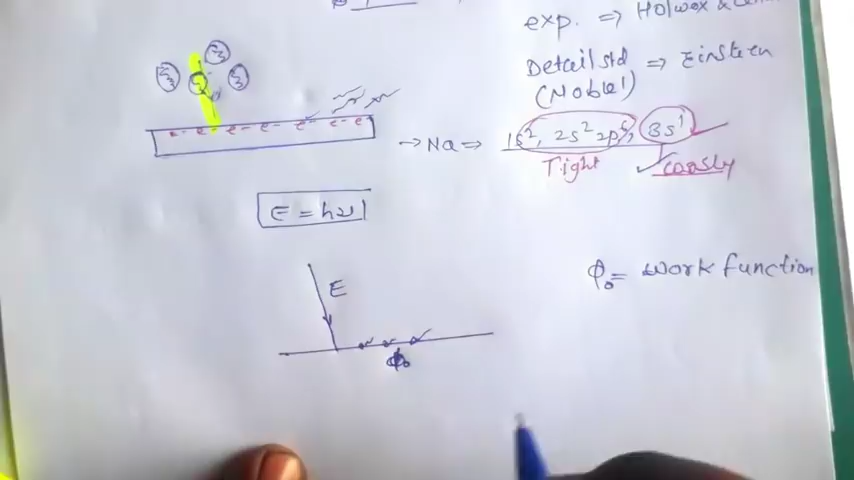 exp. ⇒ Holwax &
Detail std ⇒ Einstein
(Noble!)
e- e- e- e- e- e- e-
→ Na ⇒ 1s², 2s² 2p⁶, 3s¹
Tight
Loosly
E = hν
E
ϕ₀
ϕ₀ = work function